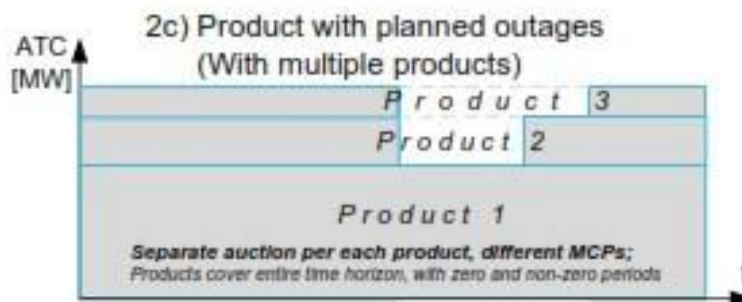 2c) Product with planned outages
(With multiple products)
ATC
[MW]
Product 3
Product 2
Product 1
Separate auction per each product, different MCPs;
Products cover entire time horizon, with zero and non-zero periods